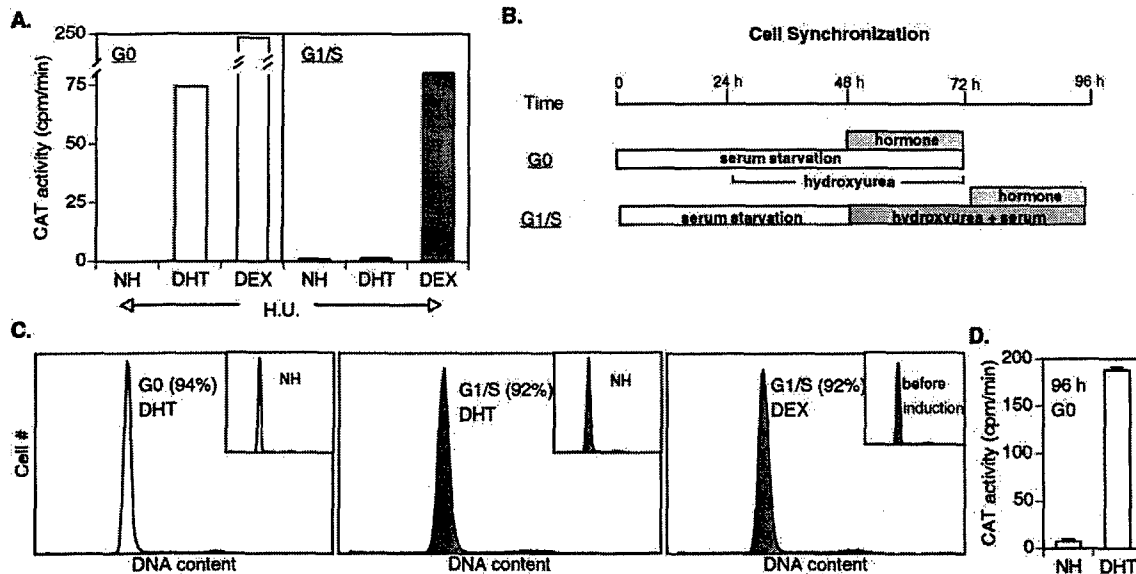 A.
250
G0
G1/S
75
50
25
0
CAT activity (cpm/min)
NH DHT DEX NH DHT DEX
H.U.
B.
Cell Synchronization
Time
0 24 h 48 h 72 h 96 h
hormone
G0
serum starvation
hydroxyurea
hormone
G1/S
serum starvation
hydroxyurea + serum
C.
Cell #
G0 (94%)
DHT
NH
DNA content
G1/S (92%)
DHT
NH
DNA content
G1/S (92%)
DEX
before
induction
DNA content
D.
200
150
100
50
0
CAT activity (cpm/min)
96 h
G0
NH DHT